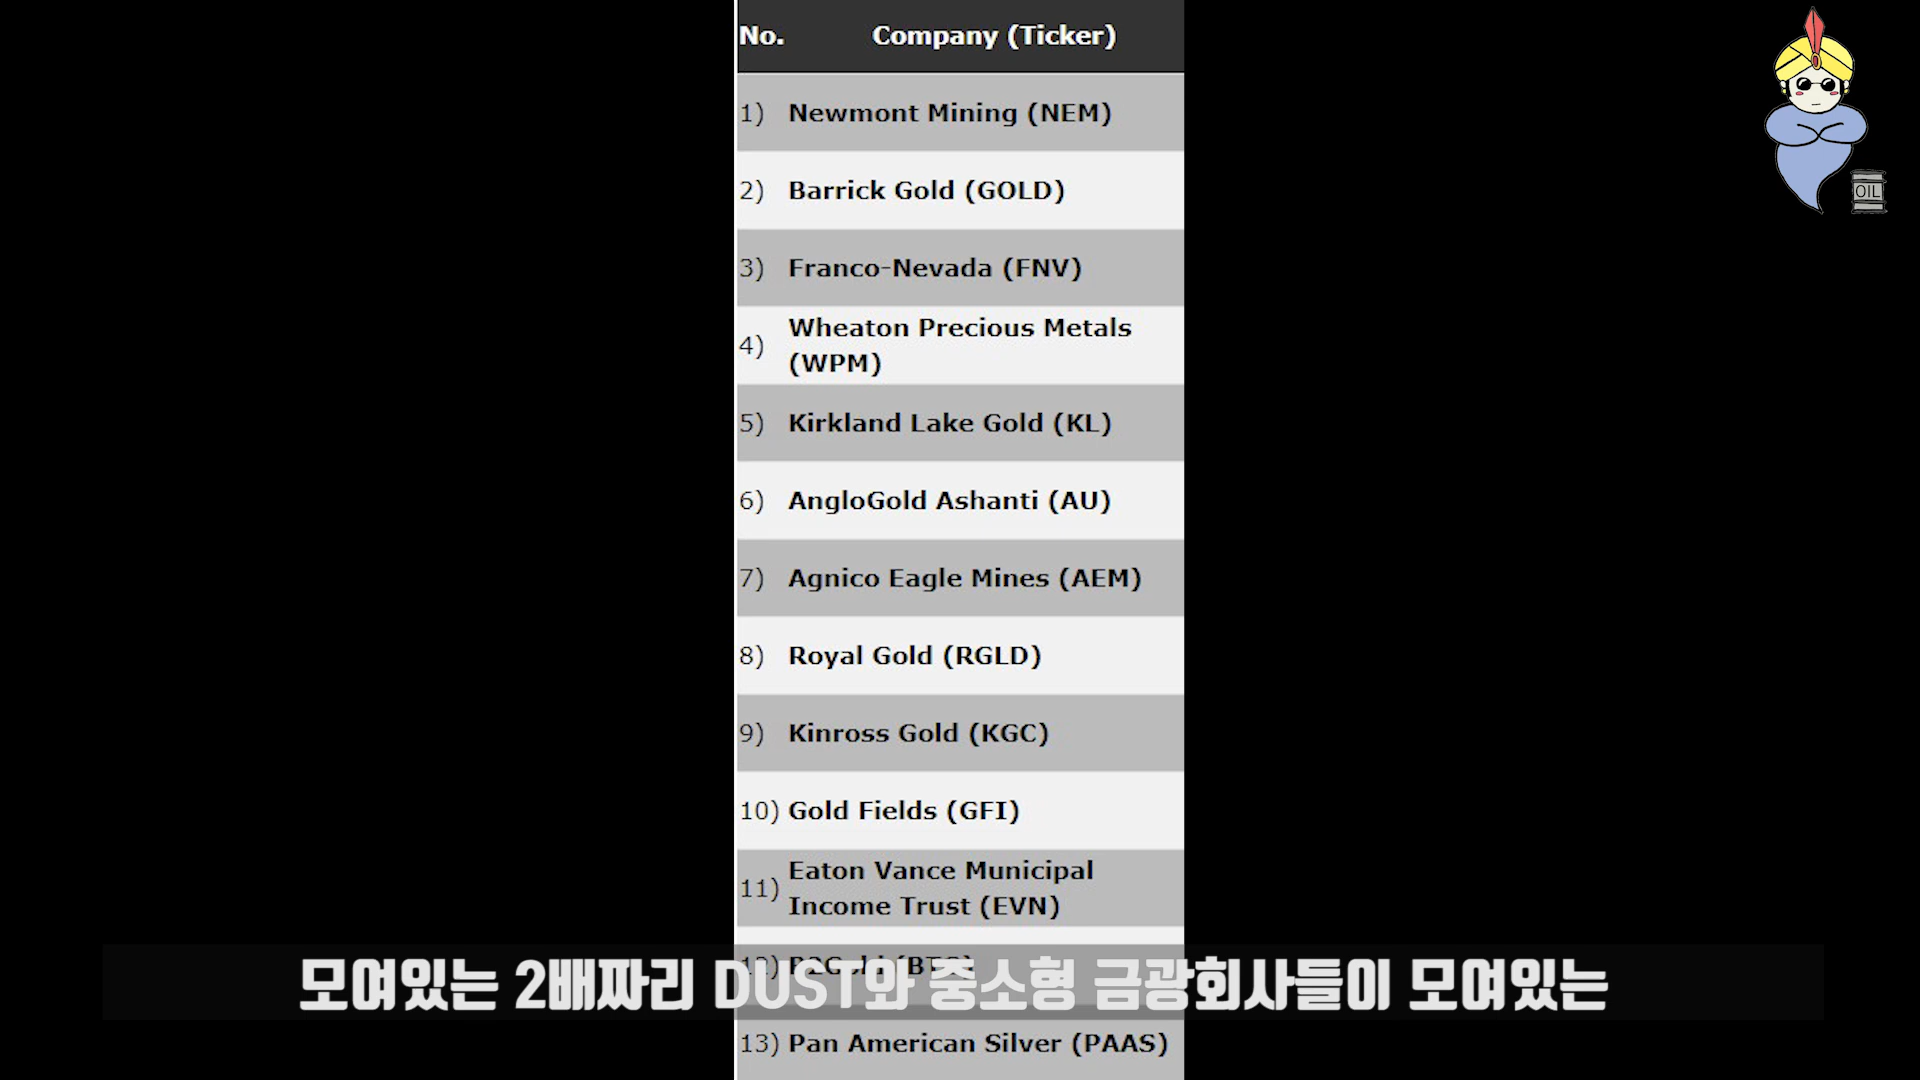 No. Company (Ticker)
1) Newmont Mining (NEM)
2) Barrick Gold (GOLD)
3) Franco-Nevada (FNV)
4) Wheaton Precious Metals
(WPM)
5) Kirkland Lake Gold (KL)
6) AngloGold Ashanti (AU)
7) Agnico Eagle Mines (AEM)
8) Royal Gold (RGLD)
9) Kinross Gold (KGC)
10) Gold Fields (GFI)
11) Eaton Vance Municipal
Income Trust (EVN)
모여있는 2배짜리 DUST와 중소형 금광회사들이 모여있는
13) Pan American Silver (PAAS)
OIL